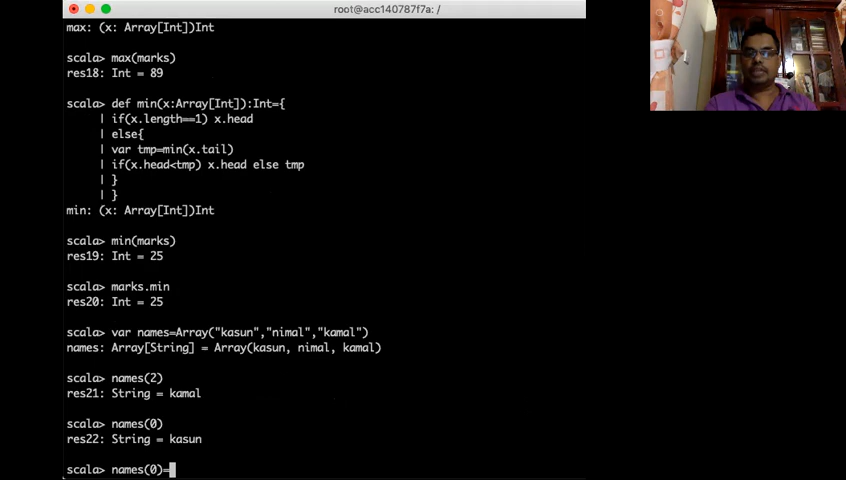 root@acc140787f7a: /
max: (x: Array[Int])Int
scala> max(marks)
res18: Int = 89
scala> def min(x:Array[Int]):Int={
| if(x.length==1) x.head
| else{
| var tmp=min(x.tail)
| if(x.head<tmp) x.head else tmp
| }
| }
min: (x: Array[Int])Int
scala> min(marks)
res19: Int = 25
scala> marks.min
res20: Int = 25
scala> var names=Array("kasun","nimal","kamal")
names: Array[String] = Array(kasun, nimal, kamal)
scala> names(2)
res21: String = kamal
scala> names(0)
res22: String = kasun
scala> names(0)=